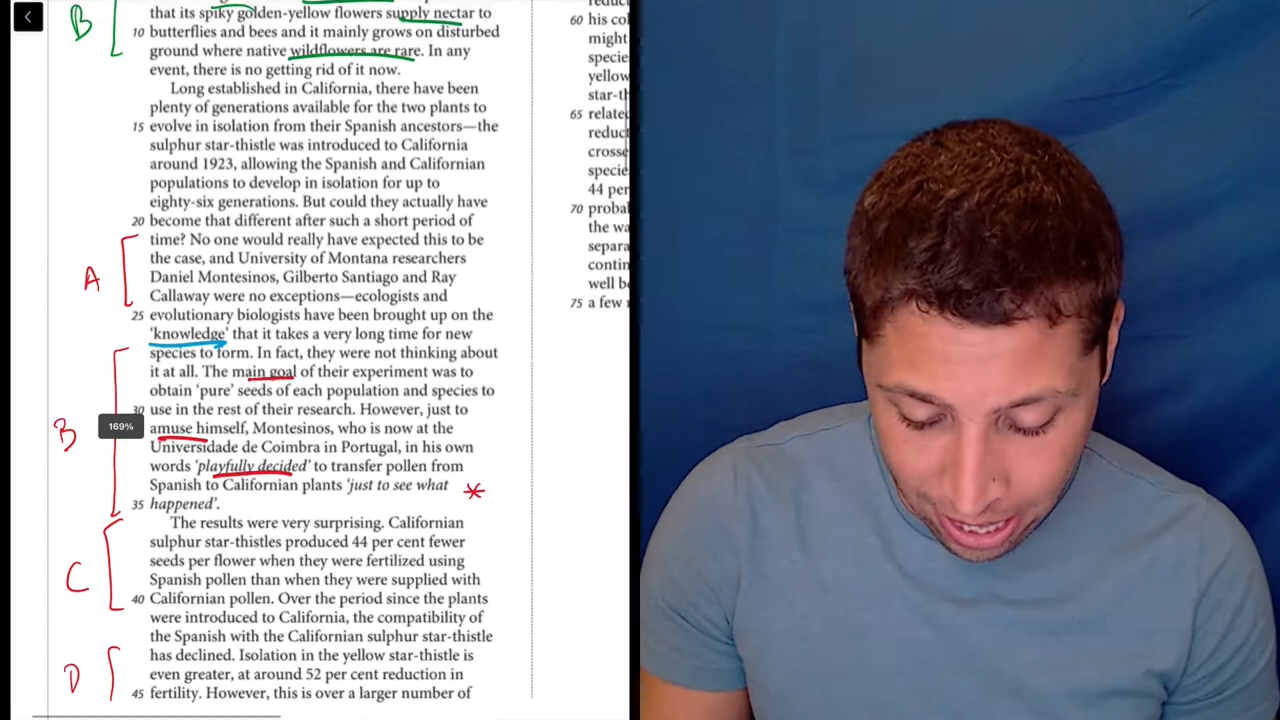 that its spiky golden-yellow flowers supply nectar to
10 butterflies and bees and it mainly grows on disturbed
ground where native wildflowers are rare. In any
event, there is no getting rid of it now.
Long established in California, there have been
plenty of generations available for the two plants to
15 evolve in isolation from their Spanish ancestors—the
sulphur star-thistle was introduced to California
around 1923, allowing the Spanish and Californian
populations to develop in isolation for up to
eighty-six generations. But could they actually have
20 become that different after such a short period of
time? No one would really have expected this to be
the case, and University of Montana researchers
Daniel Montesinos, Gilberto Santiago and Ray
Callaway were no exceptions—ecologists and
25 evolutionary biologists have been brought up on the
'knowledge' that it takes a very long time for new
species to form. In fact, they were not thinking about
it at all. The main goal of their experiment was to
obtain 'pure' seeds of each population and species to
30 use in the rest of their research. However, just to
amuse himself, Montesinos, who is now at the
Universidade de Coimbra in Portugal, in his own
words 'playfully decided' to transfer pollen from
Spanish to Californian plants 'just to see what
35 happened'.
The results were very surprising. Californian
sulphur star-thistles produced 44 per cent fewer
seeds per flower when they were fertilized using
Spanish pollen than when they were supplied with
40 Californian pollen. Over the period since the plants
were introduced to California, the compatibility of
the Spanish with the Californian sulphur star-thistle
has declined. Isolation in the yellow star-thistle is
even greater, at around 52 per cent reduction in
45 fertility. However, this is over a larger number of
B
A
B
169%
C
D
60 his col
might
specie
yellow
star-th
65 related
reduct
crosse
specie
44 per
70 probal
the wa
separa
contin
well be
75 a few